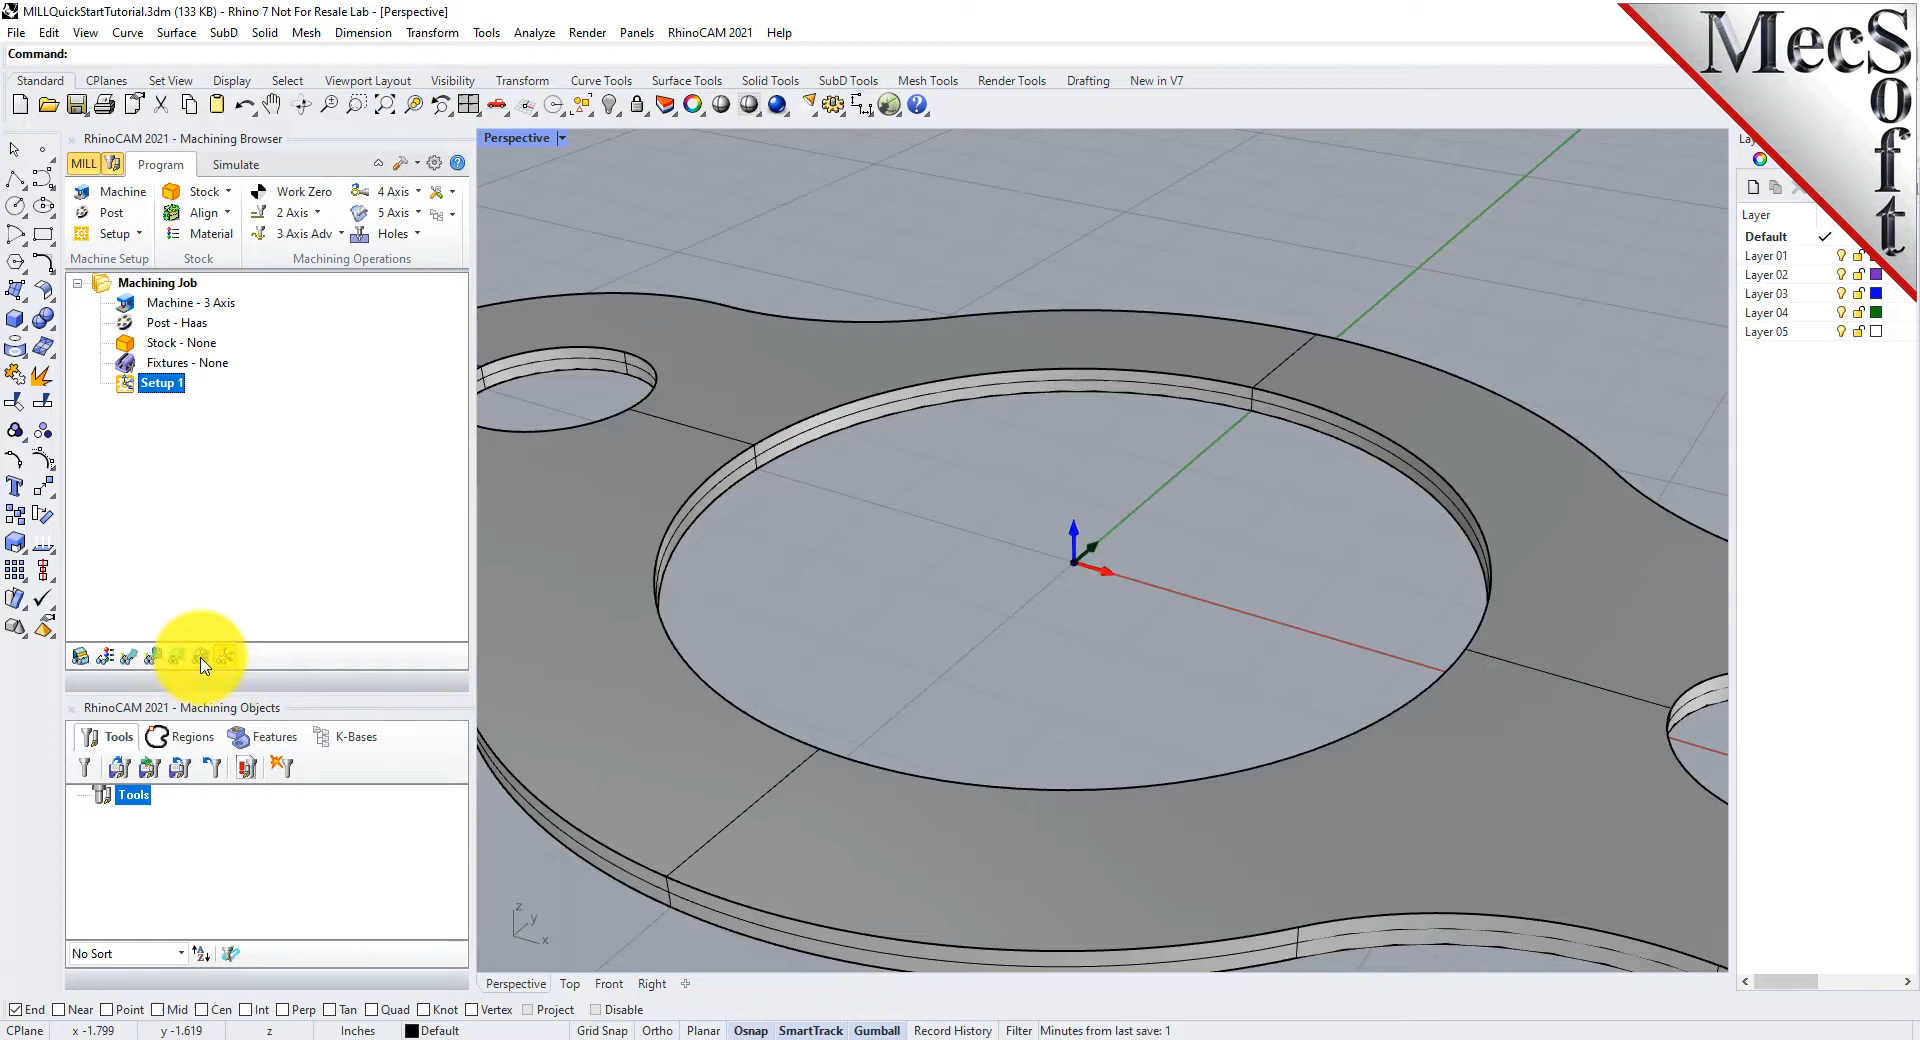 MILLQuickStartTutorial.3dm (133 KB) - Rhino 7 Not For Resale Lab - [Perspective]
File Edit View Curve Surface SubD Solid Mesh Dimension Transform Tools Analyze Render Panels RhinoCAM 2021 Help
Command:
Standard CPlanes Set View Display Select Viewport Layout Visibility Transform Curve Tools Surface Tools Solid Tools SubD Tools Mesh Tools Render Tools Drafting New in V7
MecSoft
RhinoCAM 2021 - Machining Browser
MILL Program Simulate
Machine Stock Work Zero 4 Axis
Post Align 2 Axis 5 Axis
Setup Material 3 Axis Adv Holes
Machine Setup Stock Machining Operations
Machining Job
Machine - 3 Axis
Post - Haas
Stock - None
Fixtures - None
Setup 1
RhinoCAM 2021 - Machining Objects
Tools Regions Features K-Bases
Tools
No Sort
Perspective
z
y
x
Layer
Default
Layer 01
Layer 02
Layer 03
Layer 04
Layer 05
Perspective Top Front Right
End Near Point Mid Cen Int Perp Tan Quad Knot Vertex Project Disable
CPlane x -1.799 y -1.619 z Inches Default Grid Snap Ortho Planar Osnap SmartTrack Gumball Record History Filter Minutes from last save: 1